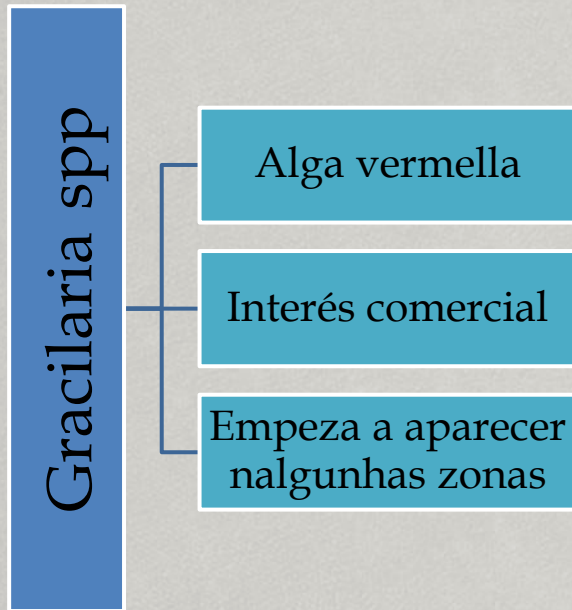 Gracilaria spp
Alga vermella
Interés comercial
Empeza a aparecer
nalgunhas zonas